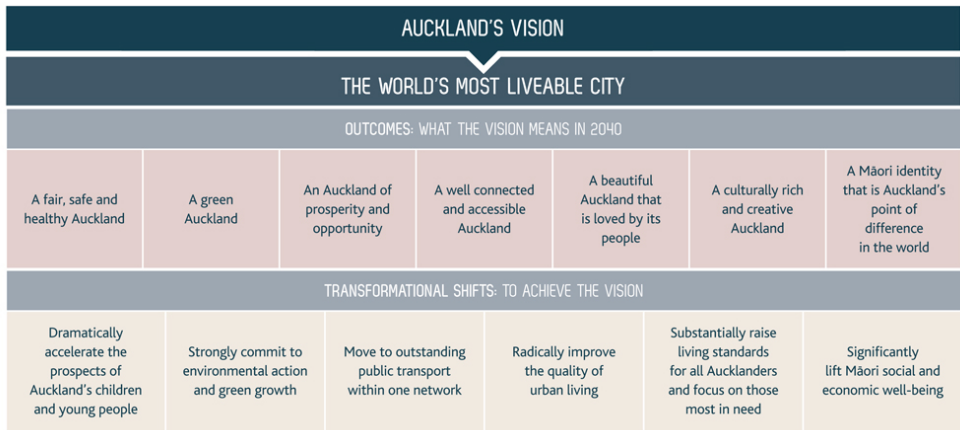 AUCKLAND'S VISION
THE WORLD'S MOST LIVEABLE CITY
OUTCOMES: WHAT THE VISION MEANS IN 2040
A fair, safe and
healthy Auckland
A green
Auckland
An Auckland of
prosperity and
opportunity
A well connected
and accessible
Auckland
A beautiful
Auckland that
is loved by its
people
A culturally rich
and creative
Auckland
A Māori identity
that is Auckland's
point of
difference
in the world
TRANSFORMATIONAL SHIFTS: TO ACHIEVE THE VISION
Dramatically
accelerate the
prospects of
Auckland's children
and young people
Strongly commit to
environmental action
and green growth
Move to outstanding
public transport
within one network
Radically improve
the quality of
urban living
Substantially raise
living standards
for all Aucklanders
and focus on those
most in need
Significantly
lift Māori social and
economic well-being